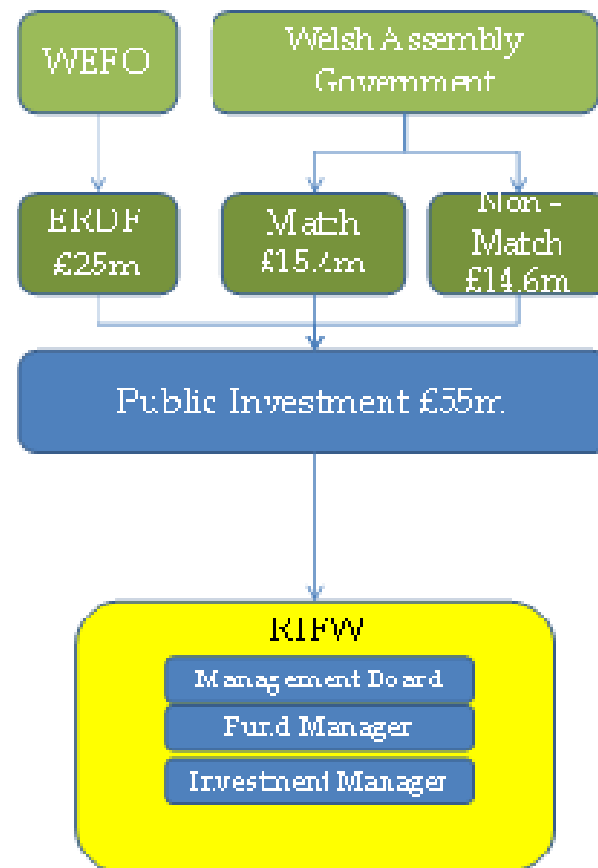 WEFO
Welsh Assembly
Government
ERDF
£25m
Match
£15.4m
Non -
Match
£14.6m
Public Investment £55m
RIFW
Management Board
Fund Manager
Investment Manager